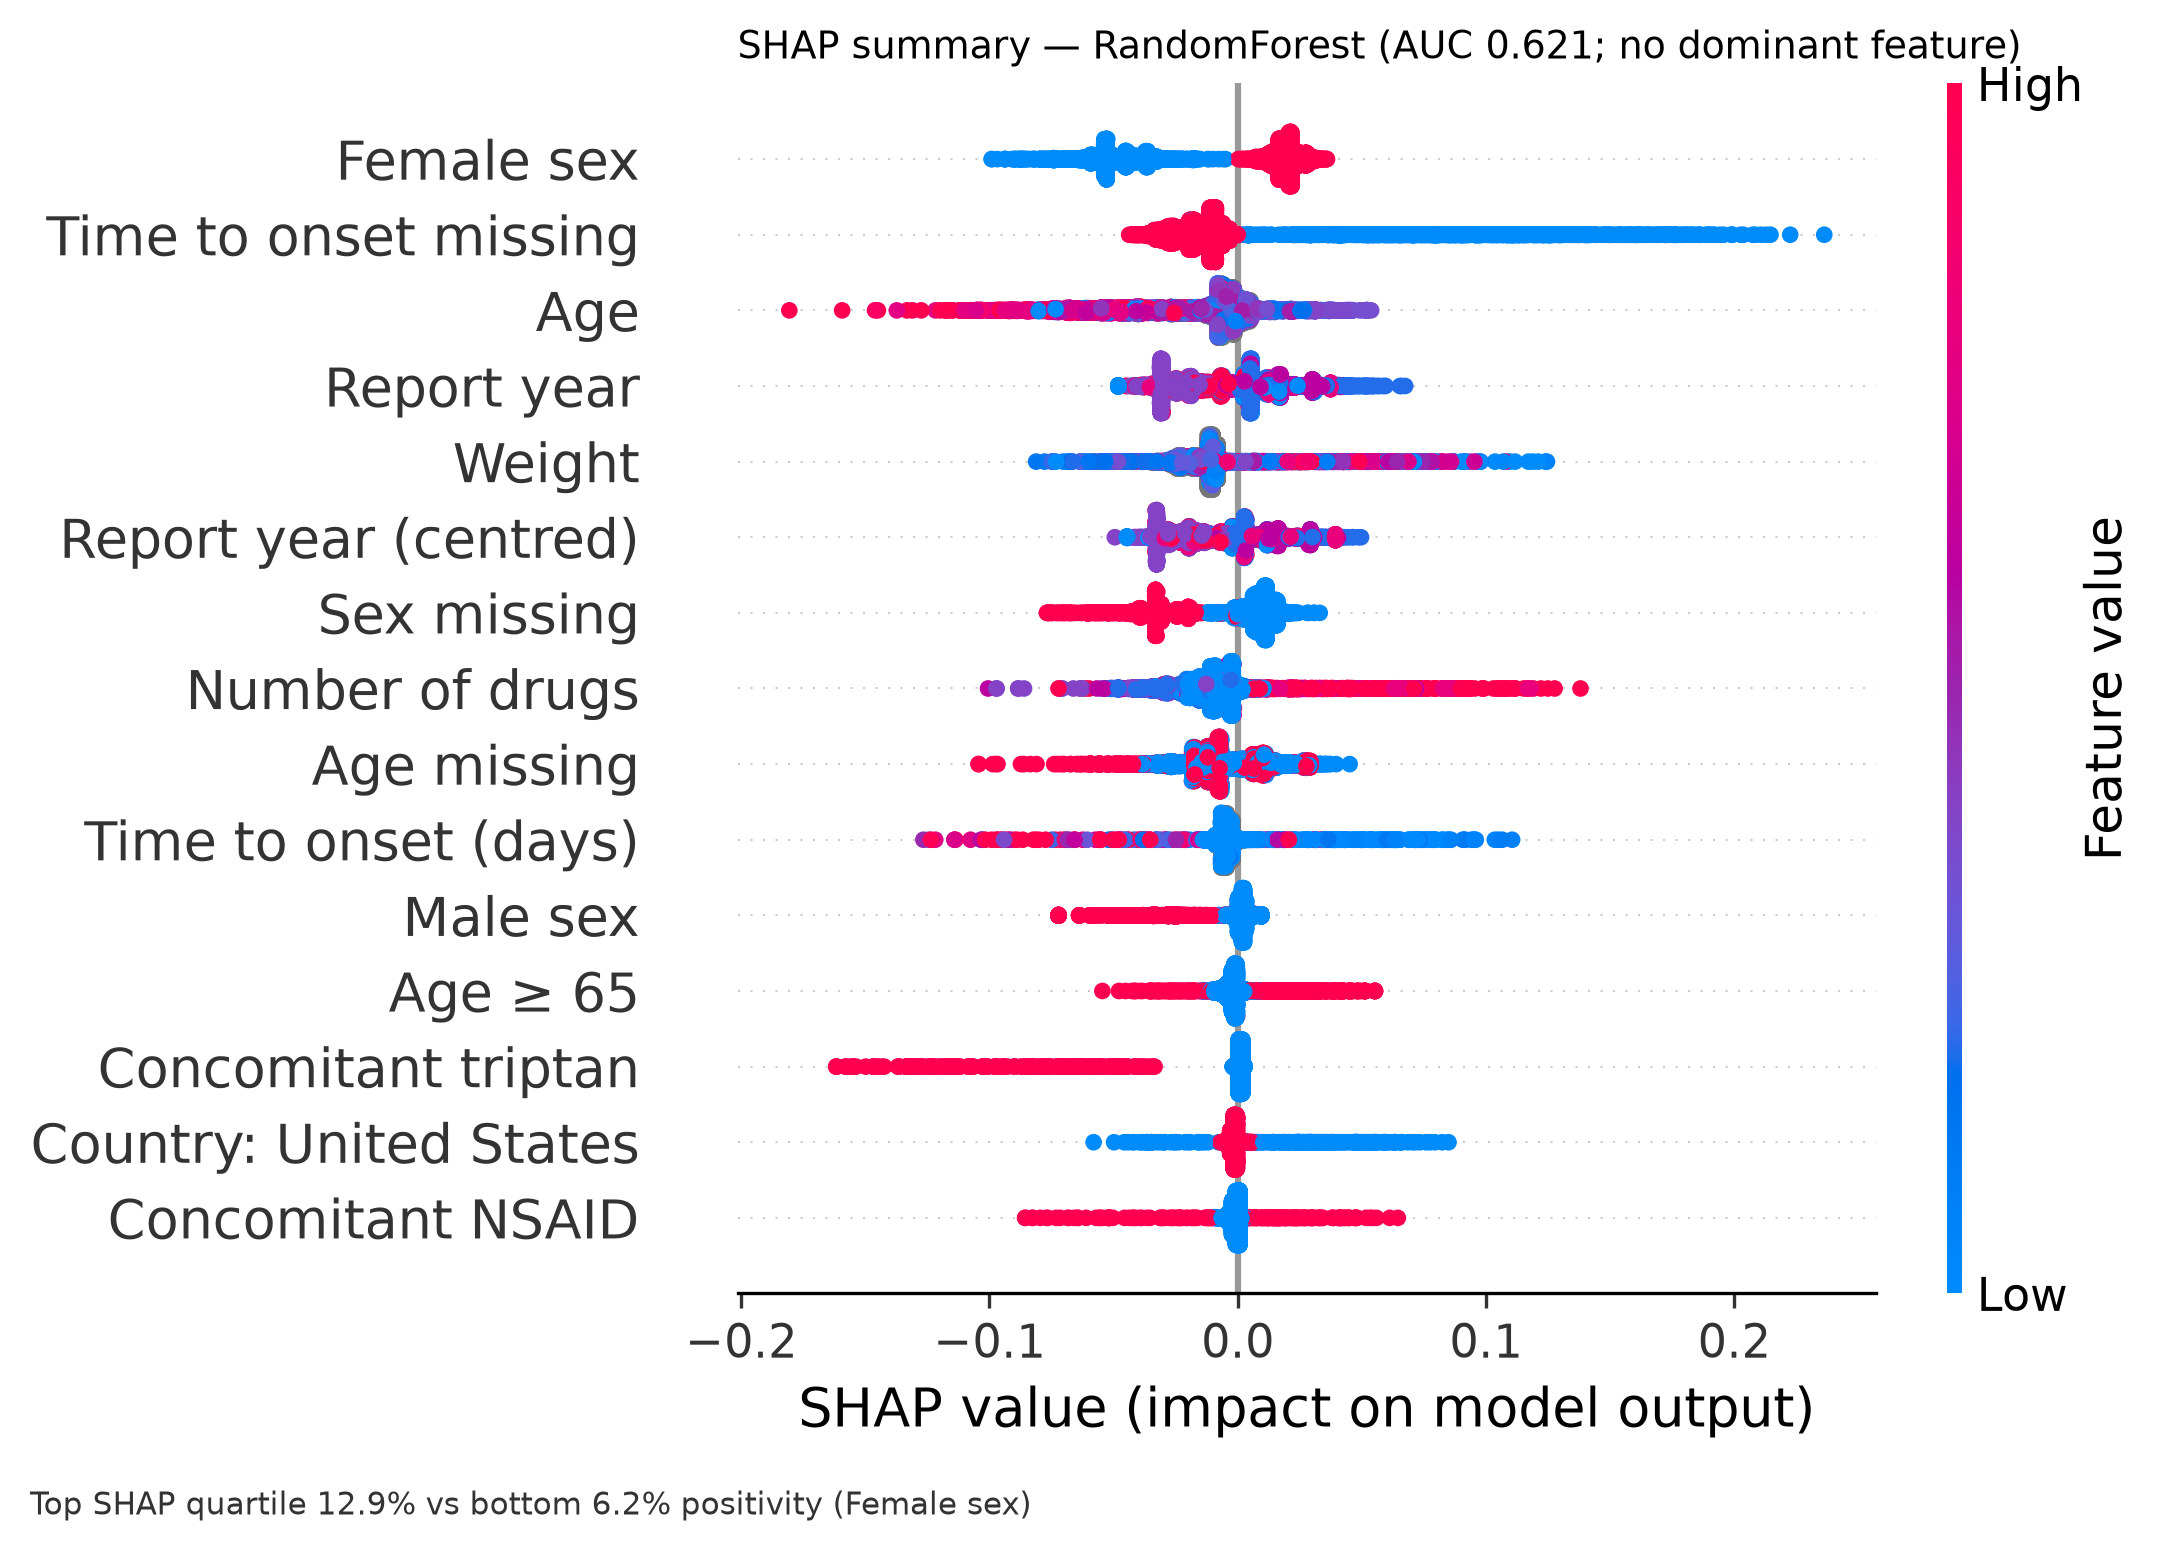 SHAP summary — RandomForest (AUC 0.621; no dominant feature)
High
Female sex
Time to onset missing
Age
Report year
Weight
Report year (centred)
Sex missing
Number of drugs
Age missing
Time to onset (days)
Male sex
Age ≥ 65
Concomitant triptan
Country: United States
Concomitant NSAID
Feature value
Low
−0.2 −0.1 0.0 0.1 0.2
SHAP value (impact on model output)
Top SHAP quartile 12.9% vs bottom 6.2% positivity (Female sex)